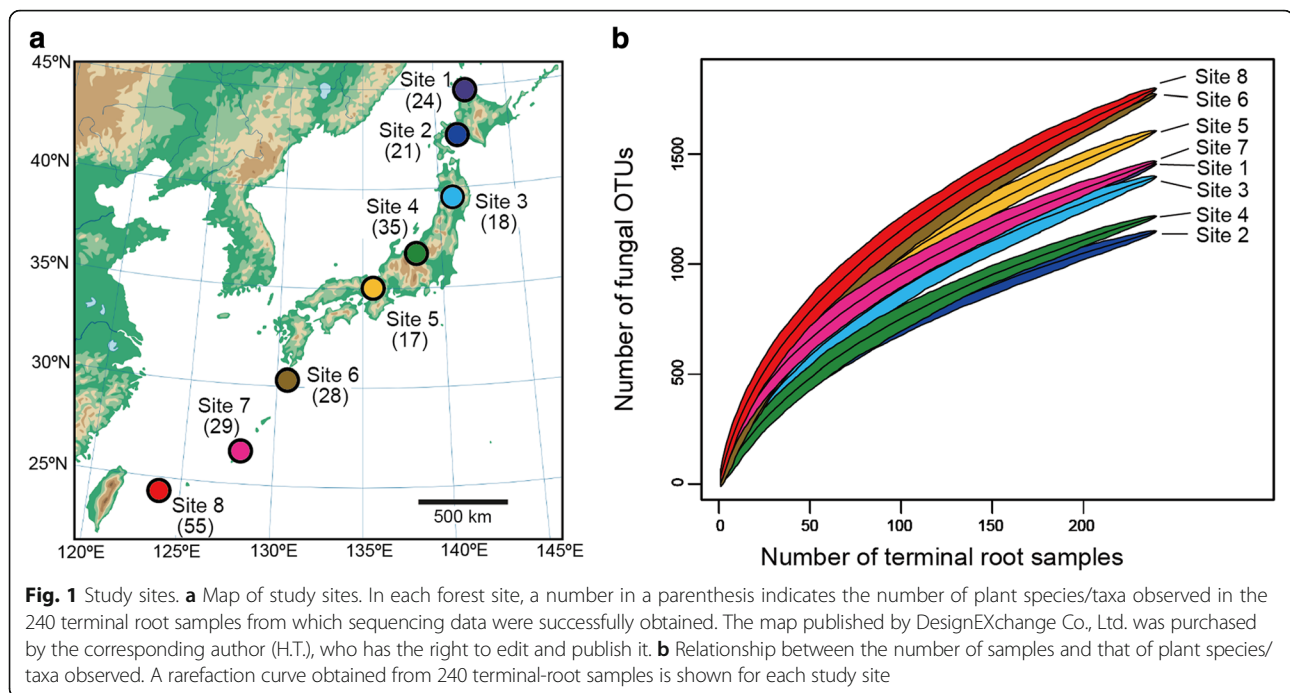 a
45ºN
40ºN
35ºN
30ºN
25ºN
120ºE
125ºE
130ºE
135ºE
140ºE
145ºE
Site 1
(24)
Site 2
(21)
Site 3
(18)
Site 4
(35)
Site 5
(17)
Site 6
(28)
Site 7
(29)
Site 8
(55)
500 km
b
Number of fungal OTUs
1500
1000
500
0
0
50
100
150
200
Number of terminal root samples
Site 8
Site 6
Site 5
Site 7
Site 1
Site 3
Site 4
Site 2
Fig. 1 Study sites. a Map of study sites. In each forest site, a number in a parenthesis indicates the number of plant species/taxa observed in the
240 terminal root samples from which sequencing data were successfully obtained. The map published by DesignEXchange Co., Ltd. was purchased
by the corresponding author (H.T.), who has the right to edit and publish it. b Relationship between the number of samples and that of plant species/
taxa observed. A rarefaction curve obtained from 240 terminal-root samples is shown for each study site